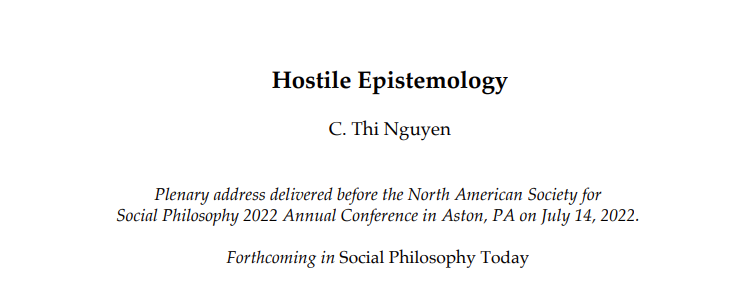 Hostile Epistemology
C. Thi Nguyen
Plenary address delivered before the North American Society for
Social Philosophy 2022 Annual Conference in Aston, PA on July 14, 2022.
Forthcoming in Social Philosophy Today